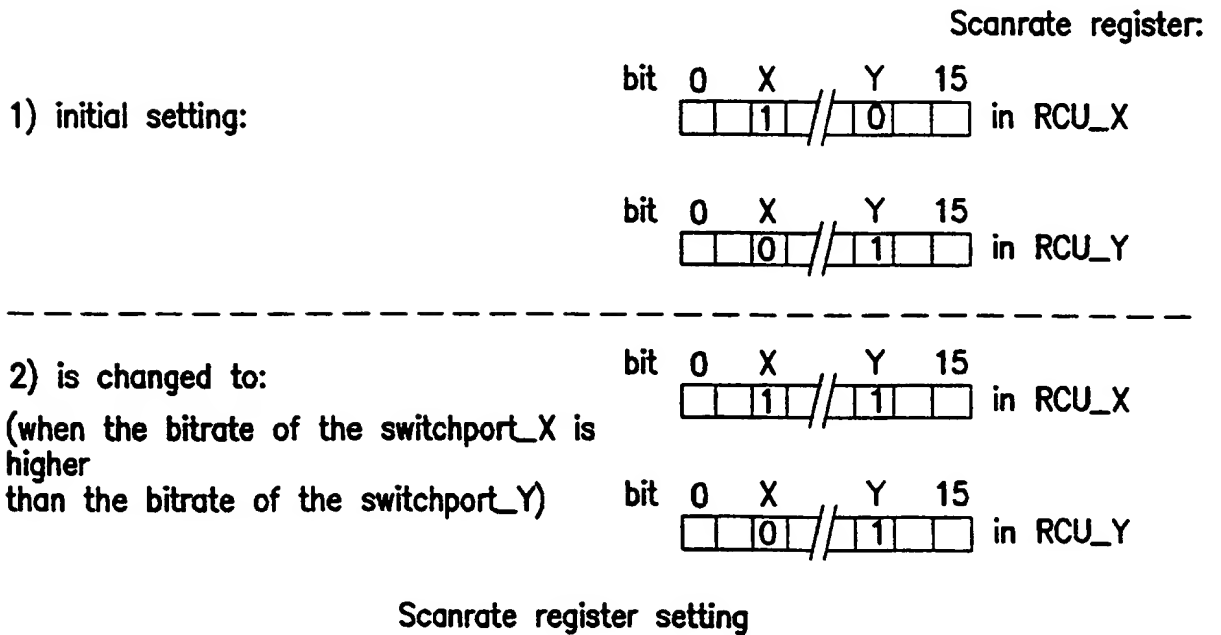 Scanrate register:
bit 0 X Y 15
1) initial setting:
1 0 in RCU_X
bit 0 X Y 15
0 1 in RCU_Y
2) is changed to:
(when the bitrate of the switchport_X is
higher
than the bitrate of the switchport_Y)
bit 0 X Y 15
1 1 in RCU_X
bit 0 X Y 15
0 1 in RCU_Y
Scanrate register setting